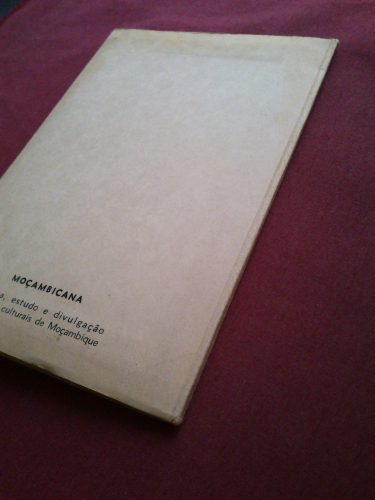 MOÇAMBICANA
estudo e divulgação
culturais de Moçambique